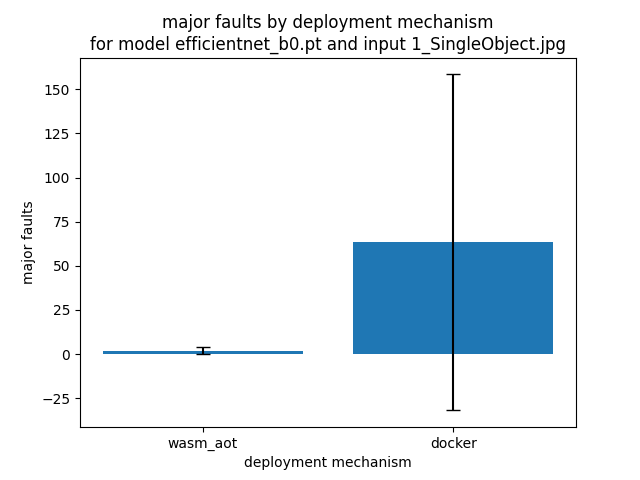 major faults by deployment mechanism
for model efficientnet_b0.pt and input 1_SingleObject.jpg
major faults
150
125
100
75
50
25
0
−25
wasm_aot
docker
deployment mechanism